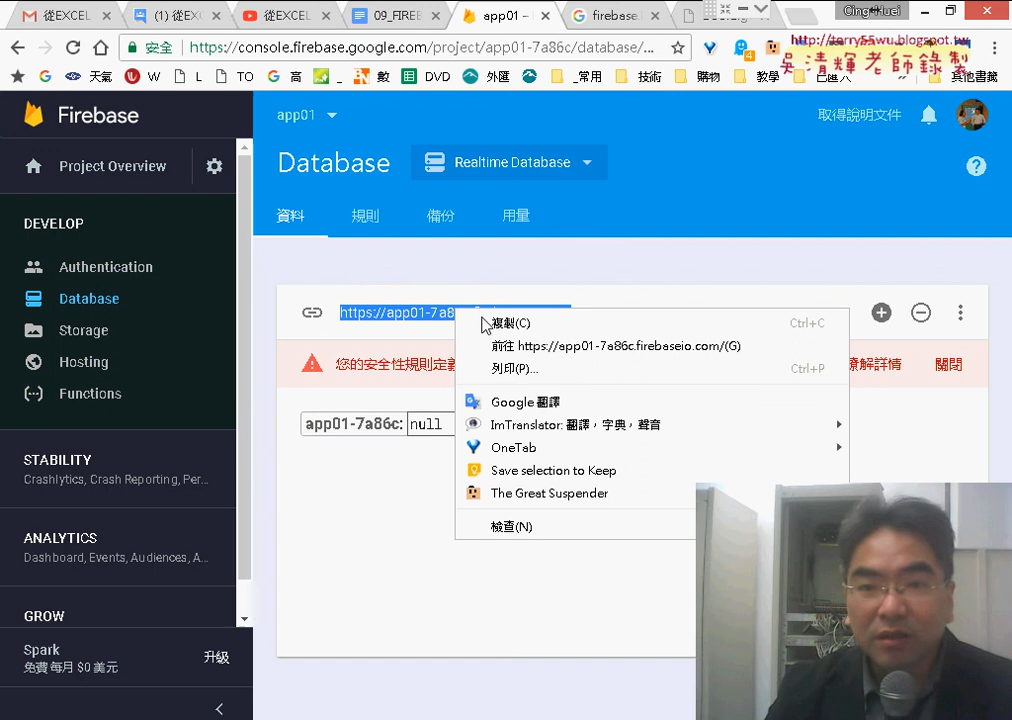 從EXCEL
(1) 從EX
從EXCEL
09_FIREB
app01 –
firebase
Cing-Huei
安全
https://console.firebase.google.com/project/app01-7a86c/database/...
http://terry55wu.blogspot.tw
吳清輝老師錄製
天氣
W
L
TO
高
_
數
DVD
外匯
_常用
技術
購物
教學
已匯入
其他書籤
Firebase
app01
取得說明文件
Project Overview
Database
Realtime Database
資料
規則
備份
用量
DEVELOP
Authentication
Database
Storage
Hosting
Functions
STABILITY
Crashlytics, Crash Reporting, Per...
ANALYTICS
Dashboard, Events, Audiences, A...
GROW
Spark
免費 每月 $0 美元
升級
https://app01-7a8
您的安全性規則定義
瞭解詳情
關閉
app01-7a86c: null
複製(C)
Ctrl+C
前往 https://app01-7a86c.firebaseio.com/(G)
列印(P)...
Ctrl+P
Google 翻譯
ImTranslator: 翻譯，字典，聲音
OneTab
Save selection to Keep
The Great Suspender
檢查(N)